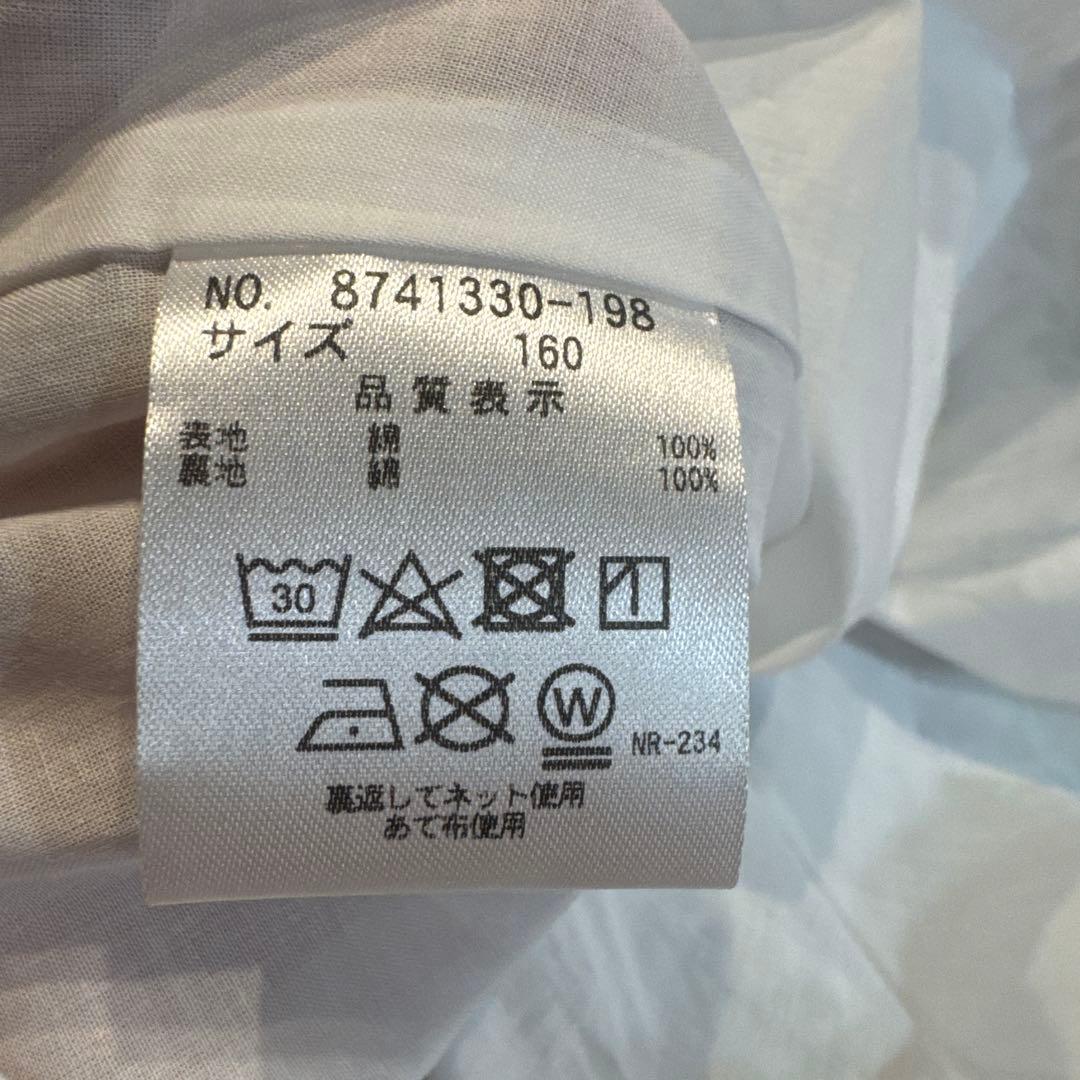 NO. 8741330-198
サイズ 160
品質表示
表地 綿 100%
裏地 綿 100%
30
W NR-234
裏返してネット使用
あて布使用